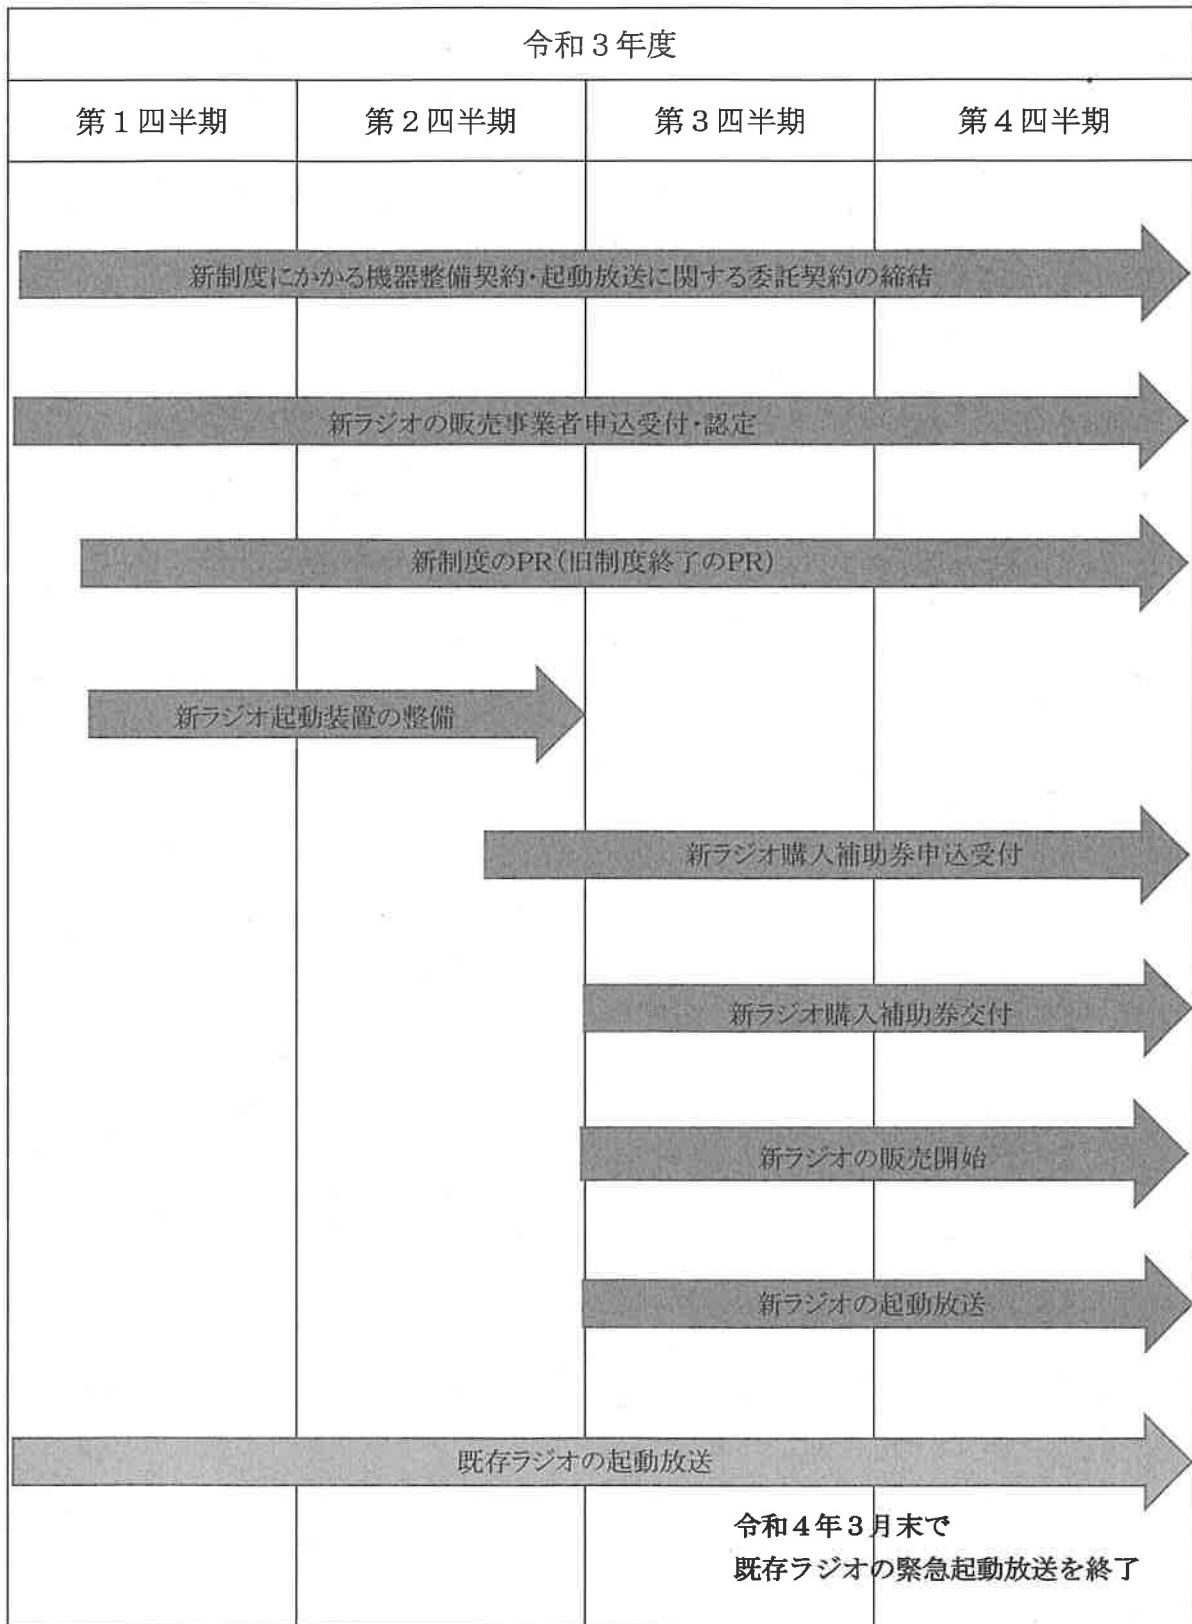 令和3年度
第1四半期
第2四半期
第3四半期
第4四半期
新制度にかかる機器整備契約・起動放送に関する委託契約の締結
新ラジオの販売事業者申込受付・認定
新制度のPR(旧制度終了のPR)
新ラジオ起動装置の整備
新ラジオ購入補助券申込受付
新ラジオ購入補助券交付
新ラジオの販売開始
新ラジオの起動放送
既存ラジオの起動放送
令和4年3月末で
既存ラジオの緊急起動放送を終了